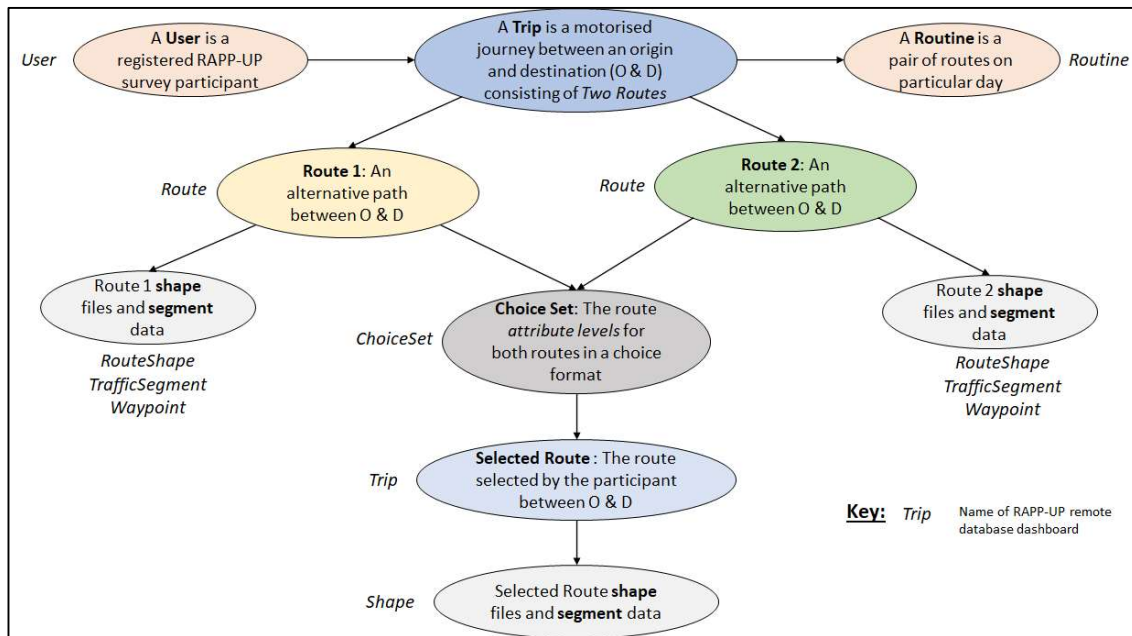 User
A User is a
registered RAPP-UP
survey participant
A Trip is a motorised
journey between an origin
and destination (O & D)
consisting of Two Routes
A Routine is a
pair of routes on
particular day
Routine
Route
Route 1: An
alternative path
between O & D
Route
Route 2: An
alternative path
between O & D
Route 1 shape
files and segment
data
RouteShape
TrafficSegment
Waypoint
ChoiceSet
Choice Set: The route
attribute levels for
both routes in a choice
format
Route 2 shape
files and segment
data
RouteShape
TrafficSegment
Waypoint
Trip
Selected Route : The route
selected by the participant
between O & D
Key: Trip Name of RAPP-UP remote
database dashboard
Shape
Selected Route shape
files and segment data